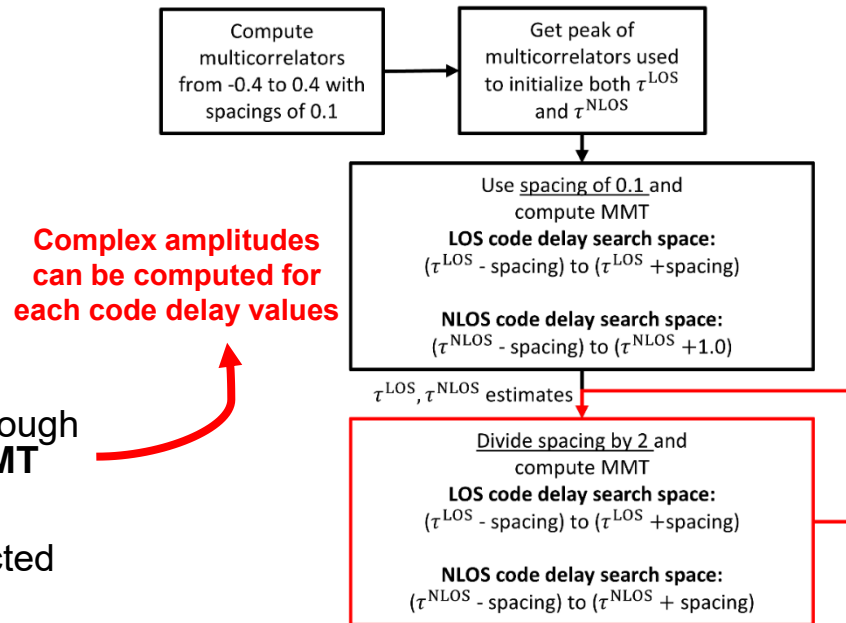 Compute
multicorrelators
from -0.4 to 0.4 with
spacings of 0.1
Get peak of
multicorrelators used
to initialize both τ^LOS
and τ^NLOS
Use spacing of 0.1 and
compute MMT
LOS code delay search space:
(τ^LOS - spacing) to (τ^LOS +spacing)
NLOS code delay search space:
(τ^NLOS - spacing) to (τ^NLOS +1.0)
Complex amplitudes
can be computed for
each code delay values
τ^LOS, τ^NLOS estimates
Divide spacing by 2 and
compute MMT
LOS code delay search space:
(τ^LOS - spacing) to (τ^LOS +spacing)
NLOS code delay search space:
(τ^NLOS - spacing) to (τ^NLOS + spacing)
ough
MT
cted